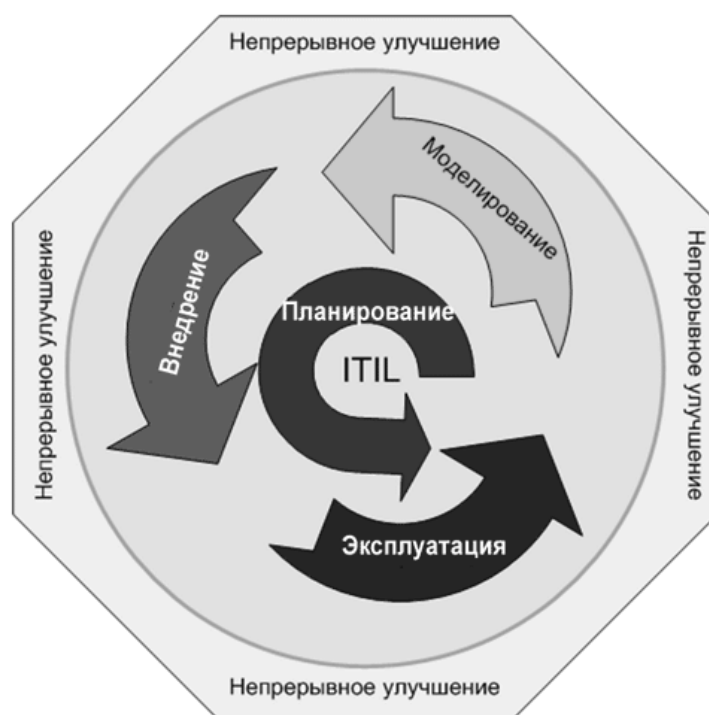 Непрерывное улучшение
Моделирование
Непрерывное улучшение
Внедрение
Планирование
ITIL
Непрерывное улучшение
Эксплуатация
Непрерывное улучшение